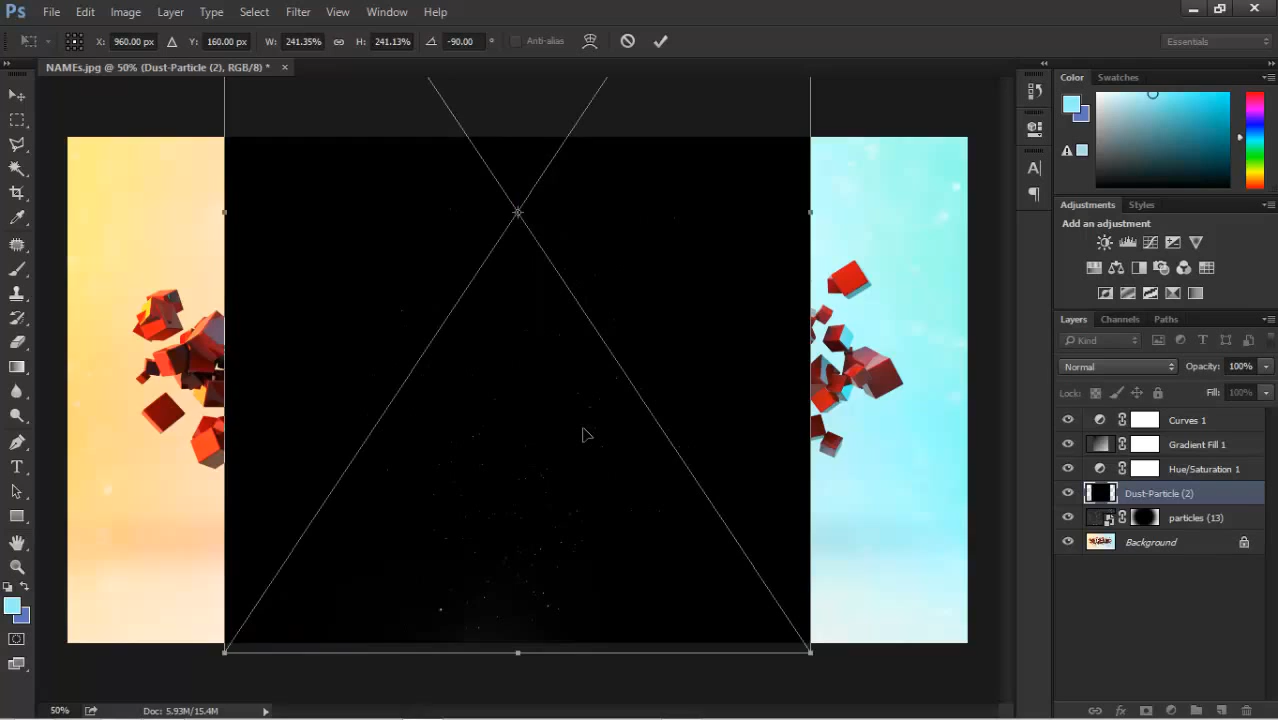 Ps File Edit Image Layer Type Select Filter View Window Help
X: 960.00 px Y: 160.00 px W: 241.35% H: 241.13% -90.00 ° Anti-alias Essentials
NAMEs.jpg @ 50% (Dust-Particle (2), RGB/8) * ×
Color Swatches
Adjustments Styles
Add an adjustment
Layers Channels Paths
Kind
Normal Opacity: 100%
Lock: Fill: 100%
Curves 1
Gradient Fill 1
Hue/Saturation 1
Dust-Particle (2)
particles (13)
Background
50% Doc: 5.93M/15.4M